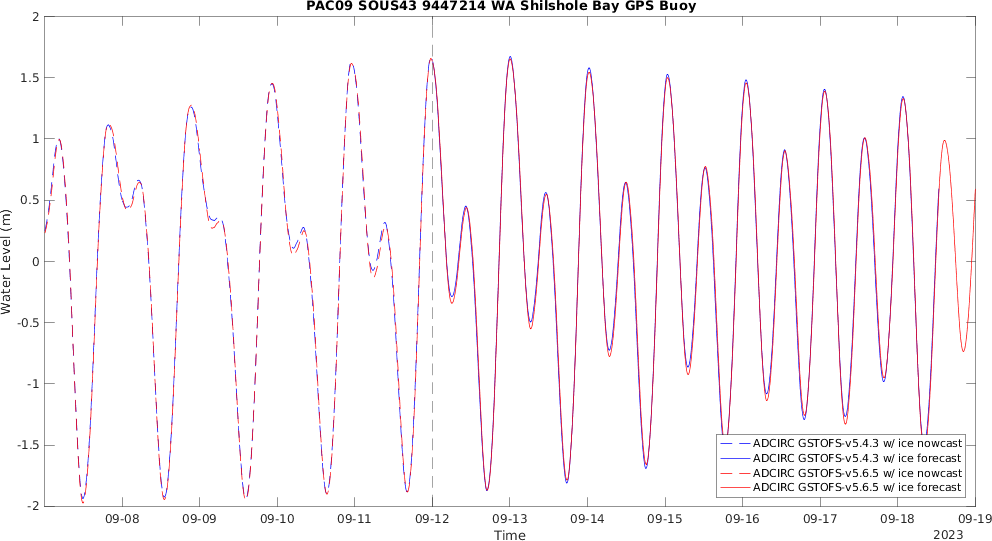 PAC09 SOUS43 9447214 WA Shilshole Bay GPS Buoy
2
1.5
1
0.5
0
-0.5
-1
-1.5
-2
Water Level (m)
ADCIRC GSTOFS-v5.4.3 w/ ice nowcast
ADCIRC GSTOFS-v5.4.3 w/ ice forecast
ADCIRC GSTOFS-v5.6.5 w/ ice nowcast
ADCIRC GSTOFS-v5.6.5 w/ ice forecast
09-08 09-09 09-10 09-11 09-12 09-13 09-14 09-15 09-16 09-17 09-18 09-19
Time
2023